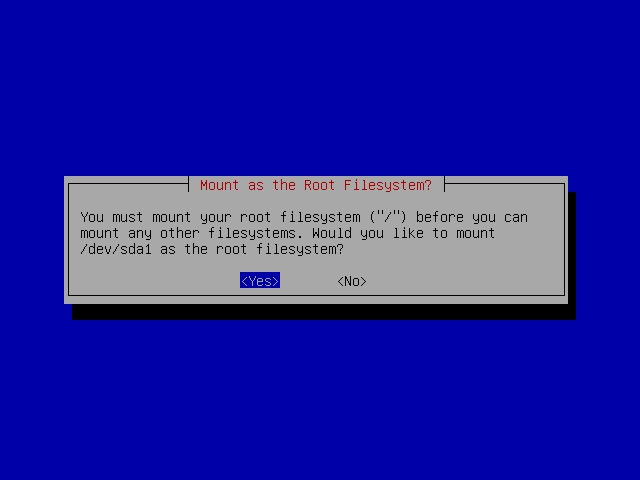 Mount as the Root Filesystem?
You must mount your root filesystem ("/") before you can
mount any other filesystems. Would you like to mount
/dev/sda1 as the root filesystem?
<Yes> <No>